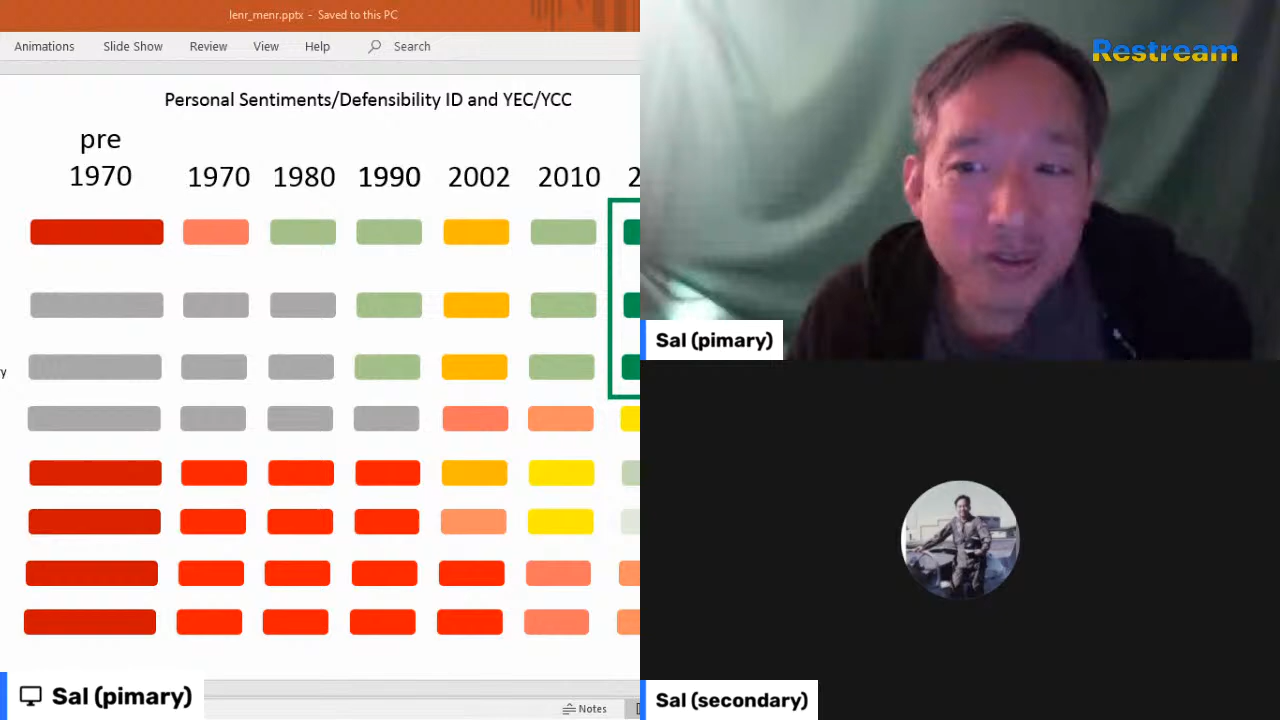 lenr_menr.pptx - Saved to this PC
Animations Slide Show Review View Help Search
Restream
Personal Sentiments/Defensibility ID and YEC/YCC
pre
1970 1970 1980 1990 2002 2010 2
y
Sal (pimary)
Sal (pimary)
Notes
Sal (secondary)